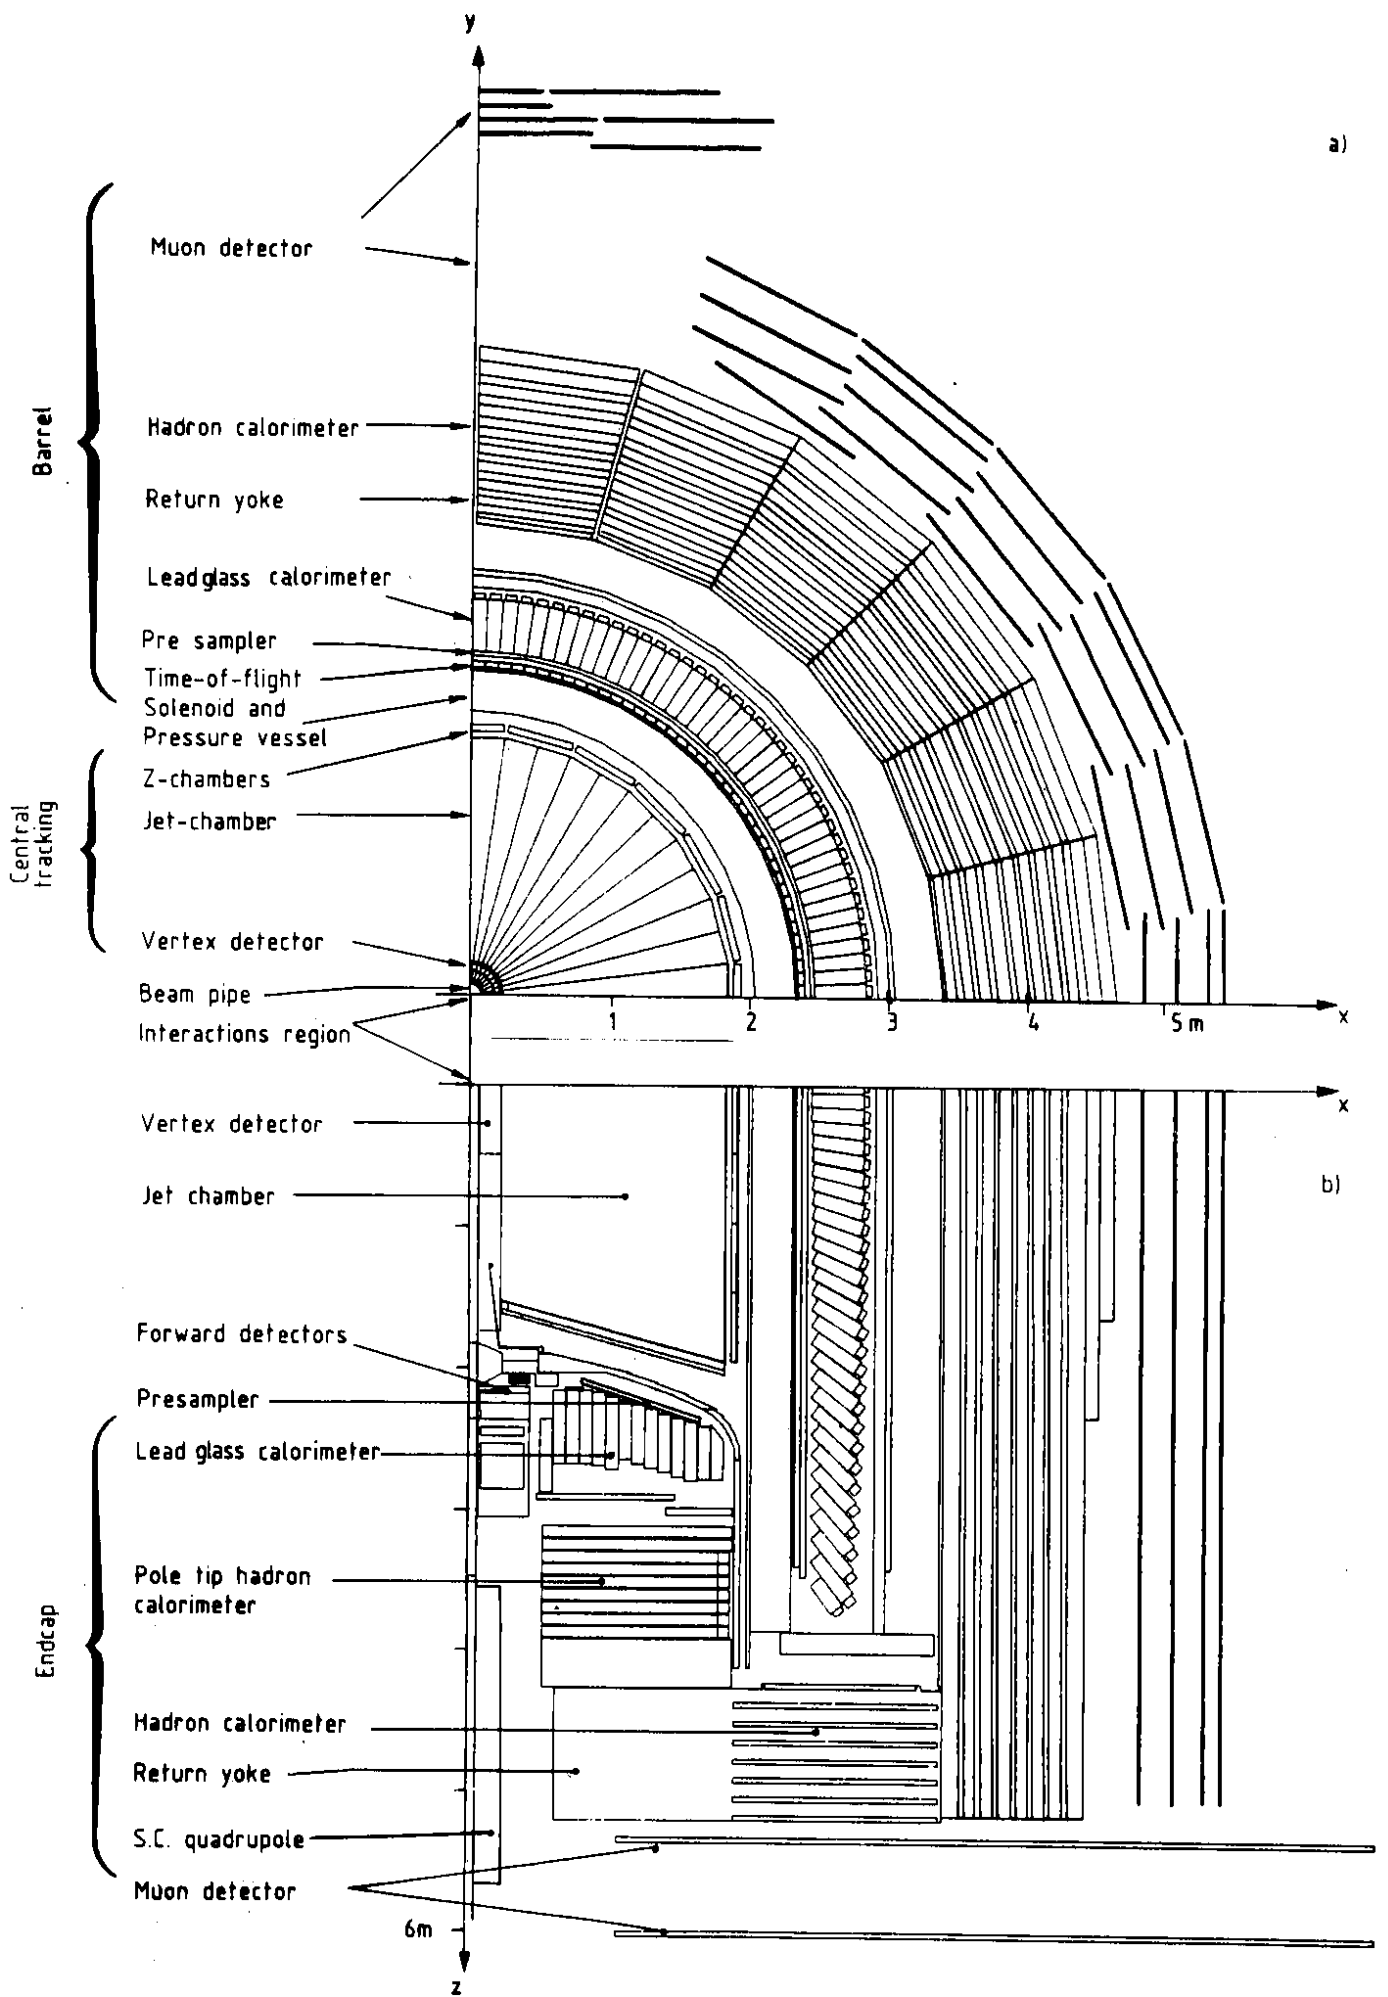 y
a)
Muon detector
Barrel
Hadron calorimeter
Return yoke
Leadglass calorimeter
Pre sampler
Time-of-flight
Solenoid and
Pressure vessel
Z-chambers
Central
tracking
Jet-chamber
Vertex detector
Beam pipe
Interactions region
1
2
3
4
5m
x
x
Vertex detector
b)
Jet chamber
Forward detectors
Presampler
Lead glass calorimeter
Pole tip hadron
calorimeter
Endcap
Hadron calorimeter
Return yoke
S.C. quadrupole
Muon detector
6m
z